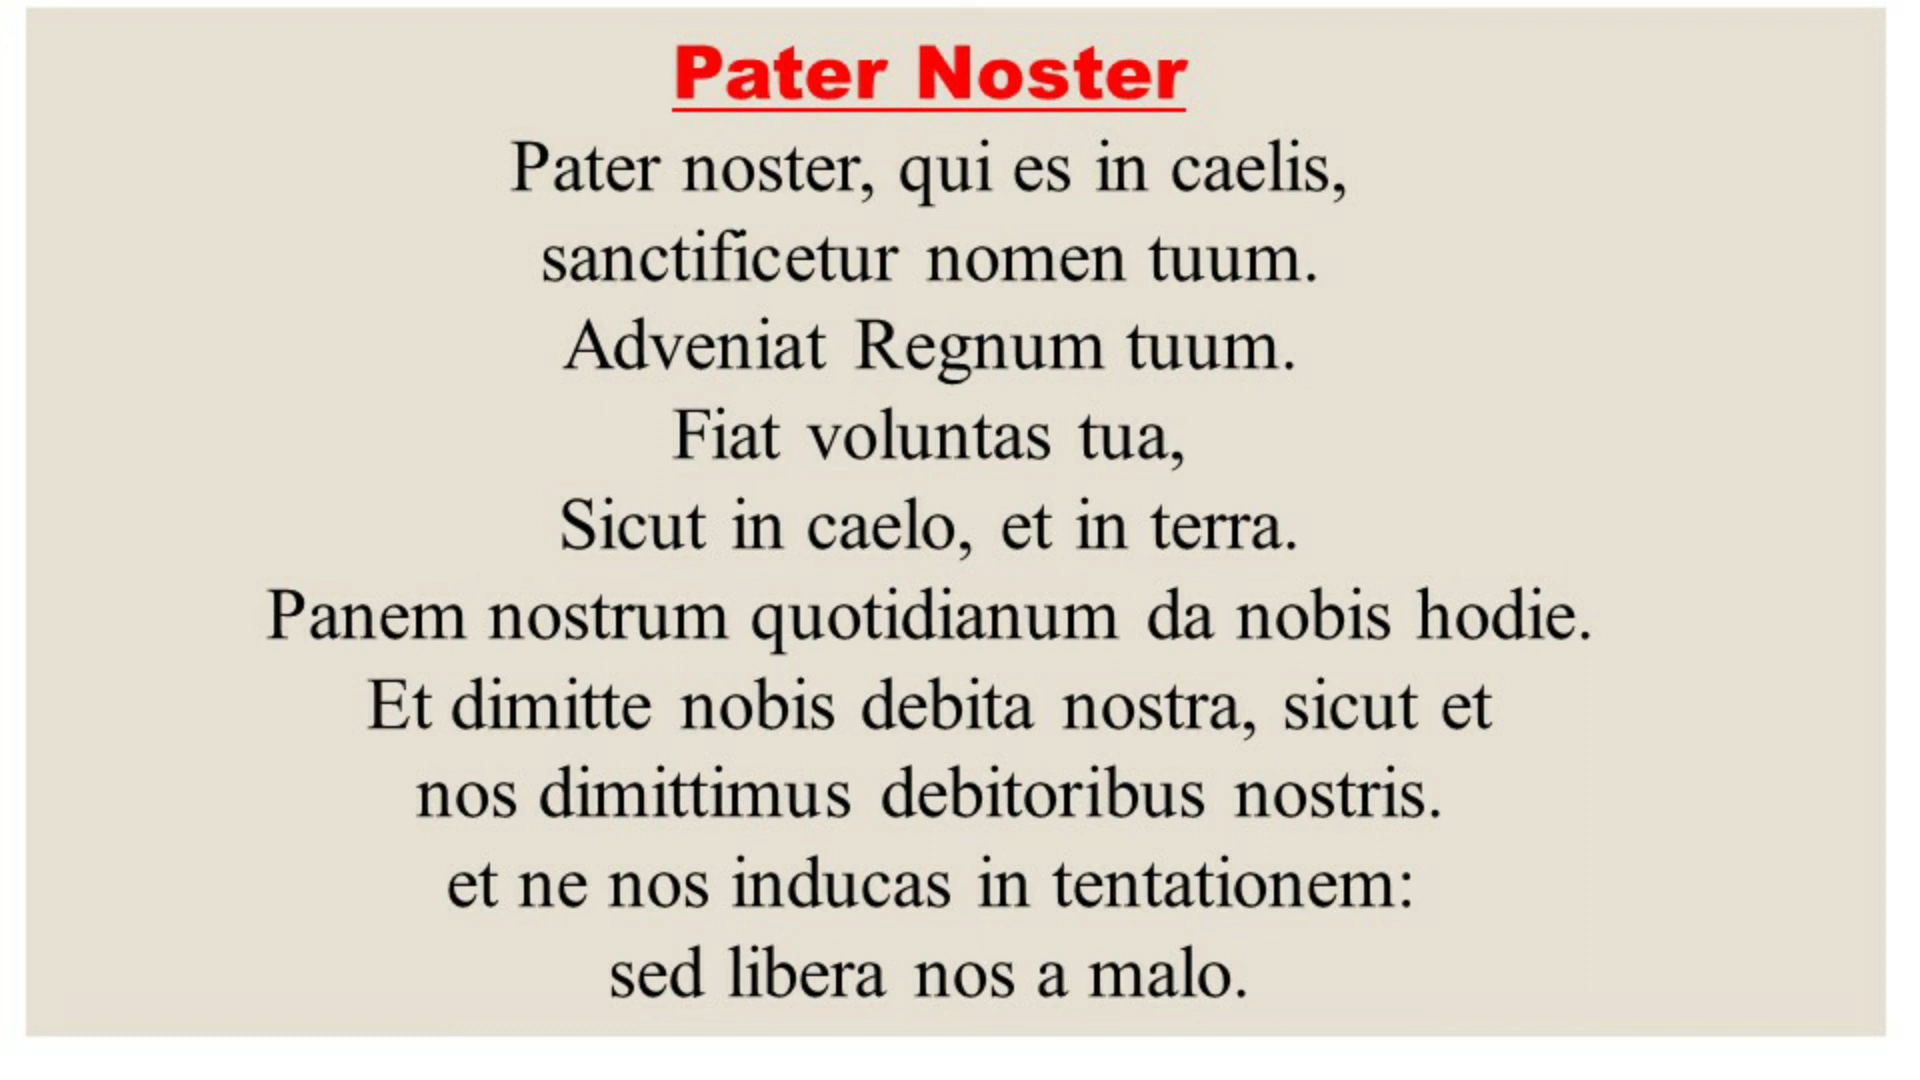 Pater Noster
Pater noster, qui es in caelis,
sanctificetur nomen tuum.
Adveniat Regnum tuum.
Fiat voluntas tua,
Sicut in caelo, et in terra.
Panem nostrum quotidianum da nobis hodie.
Et dimitte nobis debita nostra, sicut et
nos dimittimus debitoribus nostris.
et ne nos inducas in tentationem:
sed libera nos a malo.